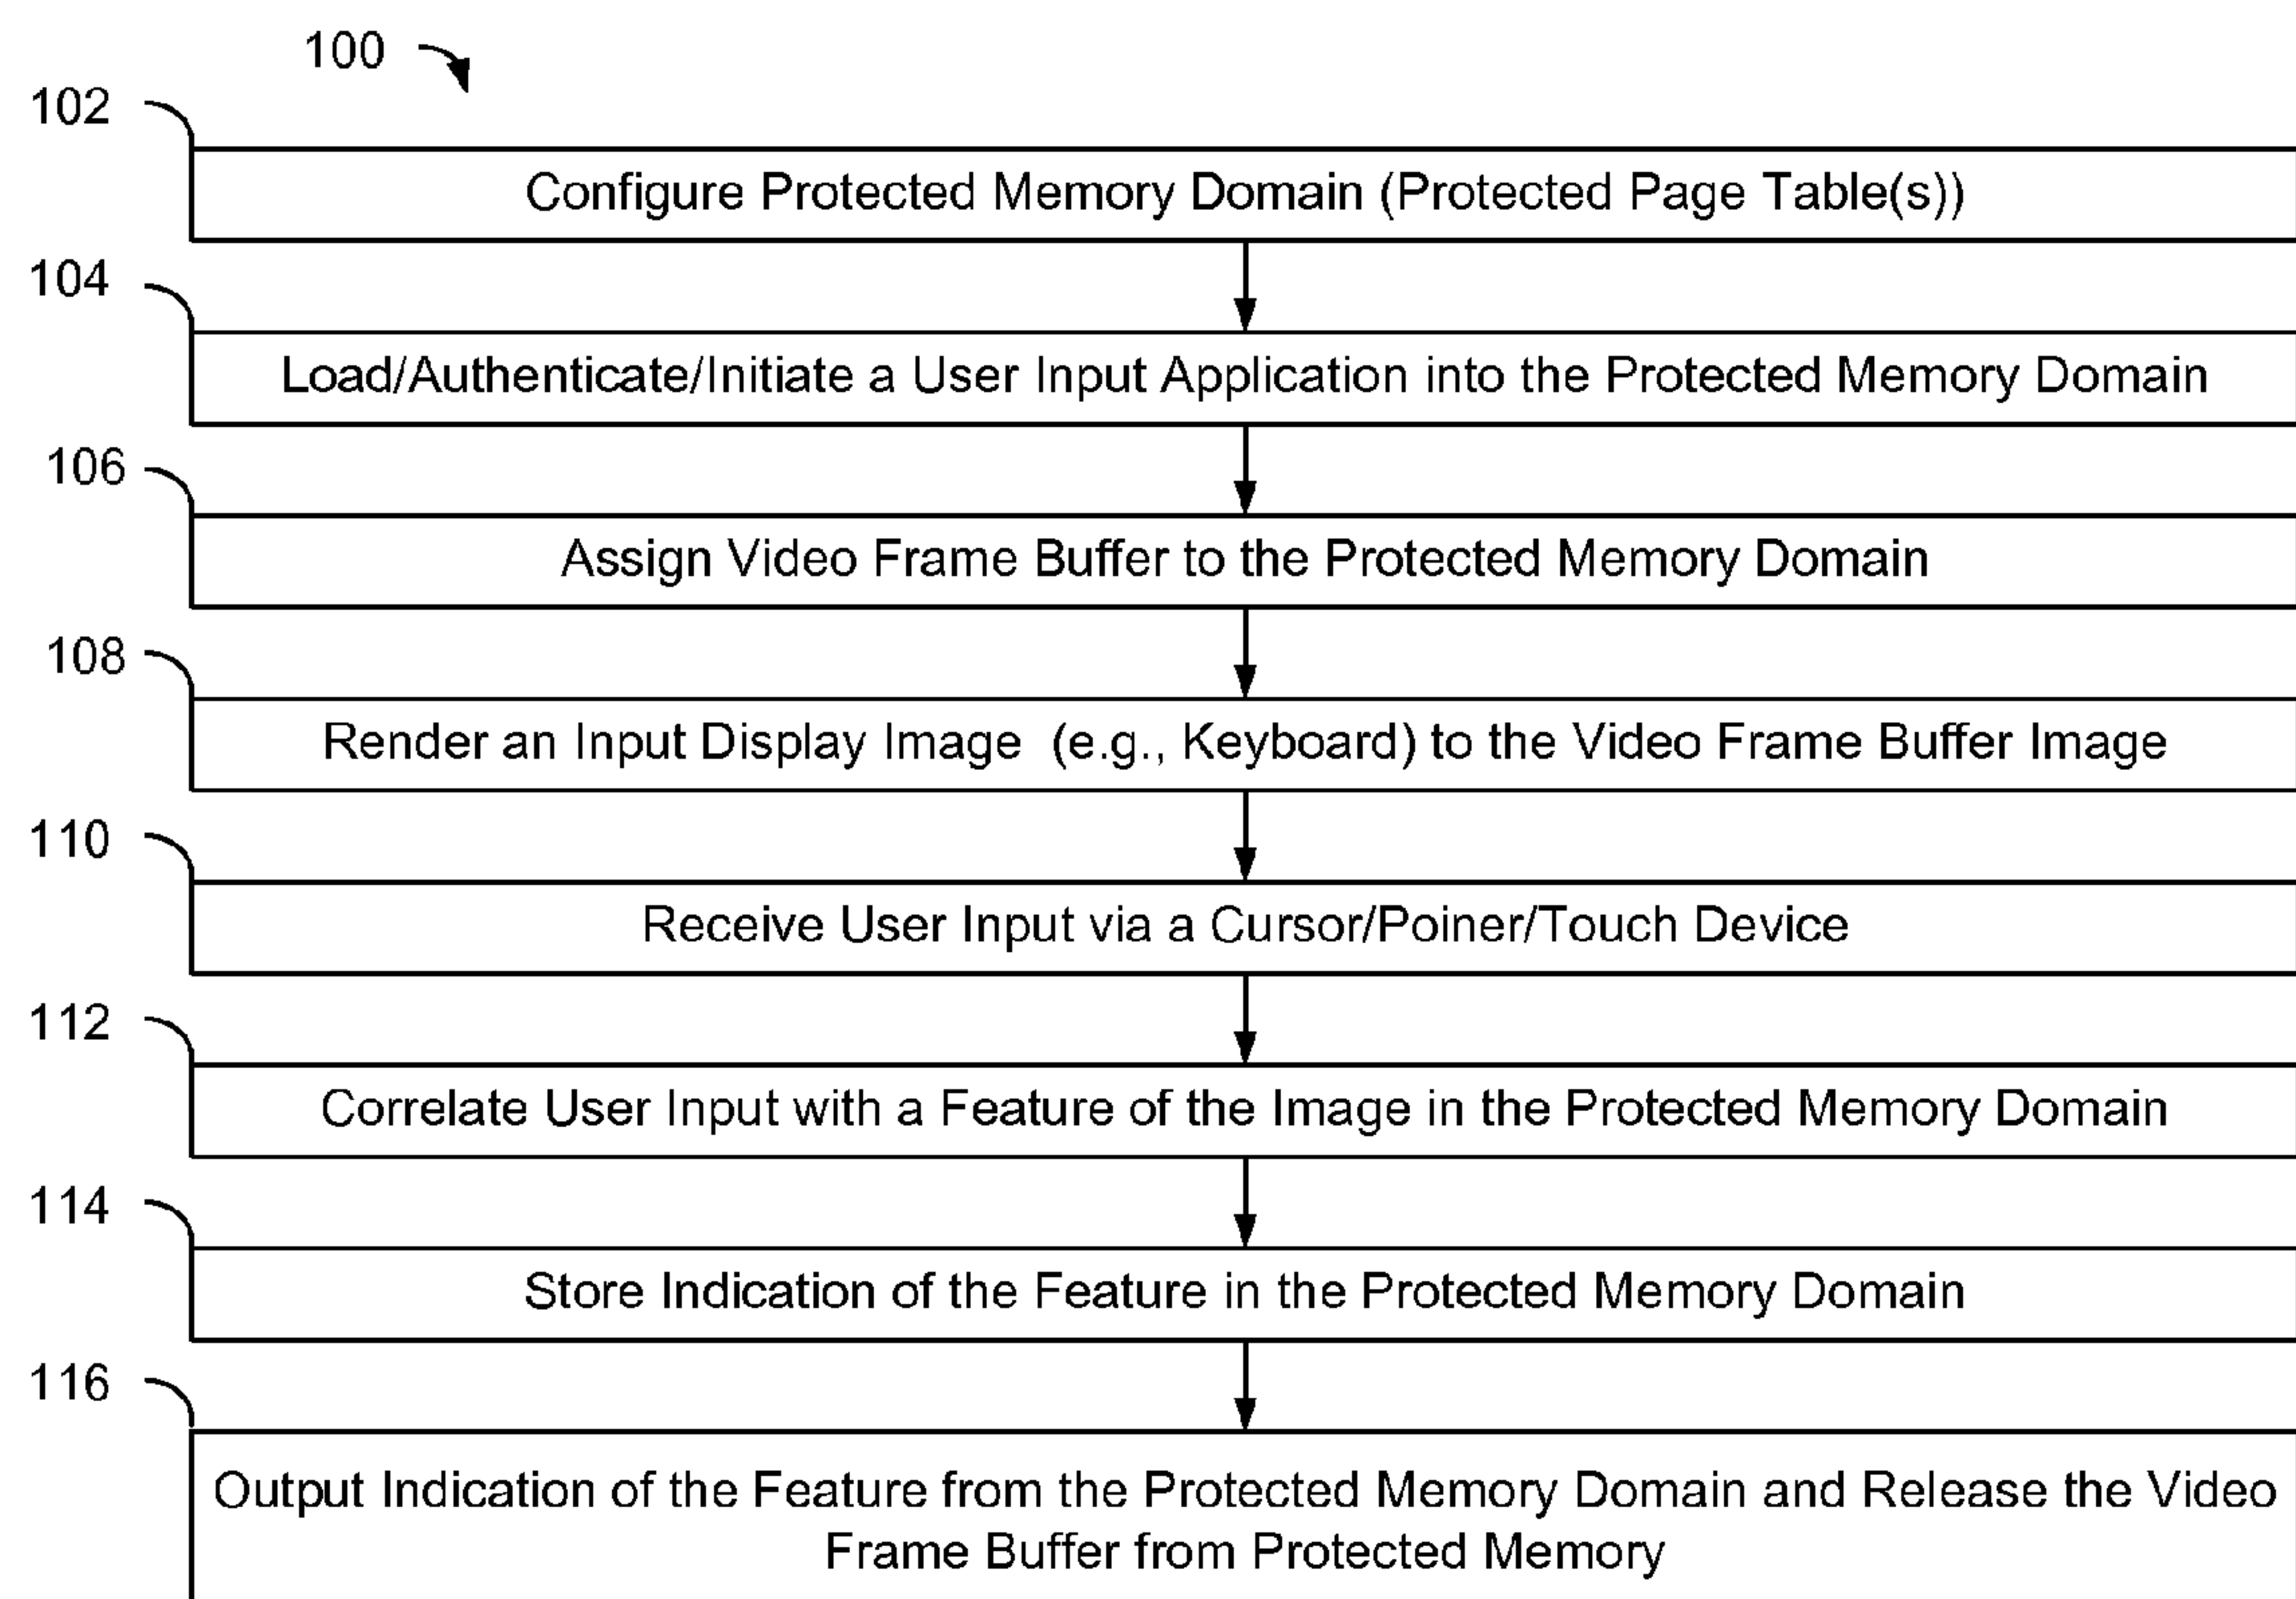 100
102
Configure Protected Memory Domain (Protected Page Table(s))
104
Load/Authenticate/Initiate a User Input Application into the Protected Memory Domain
106
Assign Video Frame Buffer to the Protected Memory Domain
108
Render an Input Display Image (e.g., Keyboard) to the Video Frame Buffer Image
110
Receive User Input via a Cursor/Poiner/Touch Device
112
Correlate User Input with a Feature of the Image in the Protected Memory Domain
114
Store Indication of the Feature in the Protected Memory Domain
116
Output Indication of the Feature from the Protected Memory Domain and Release the Video
Frame Buffer from Protected Memory